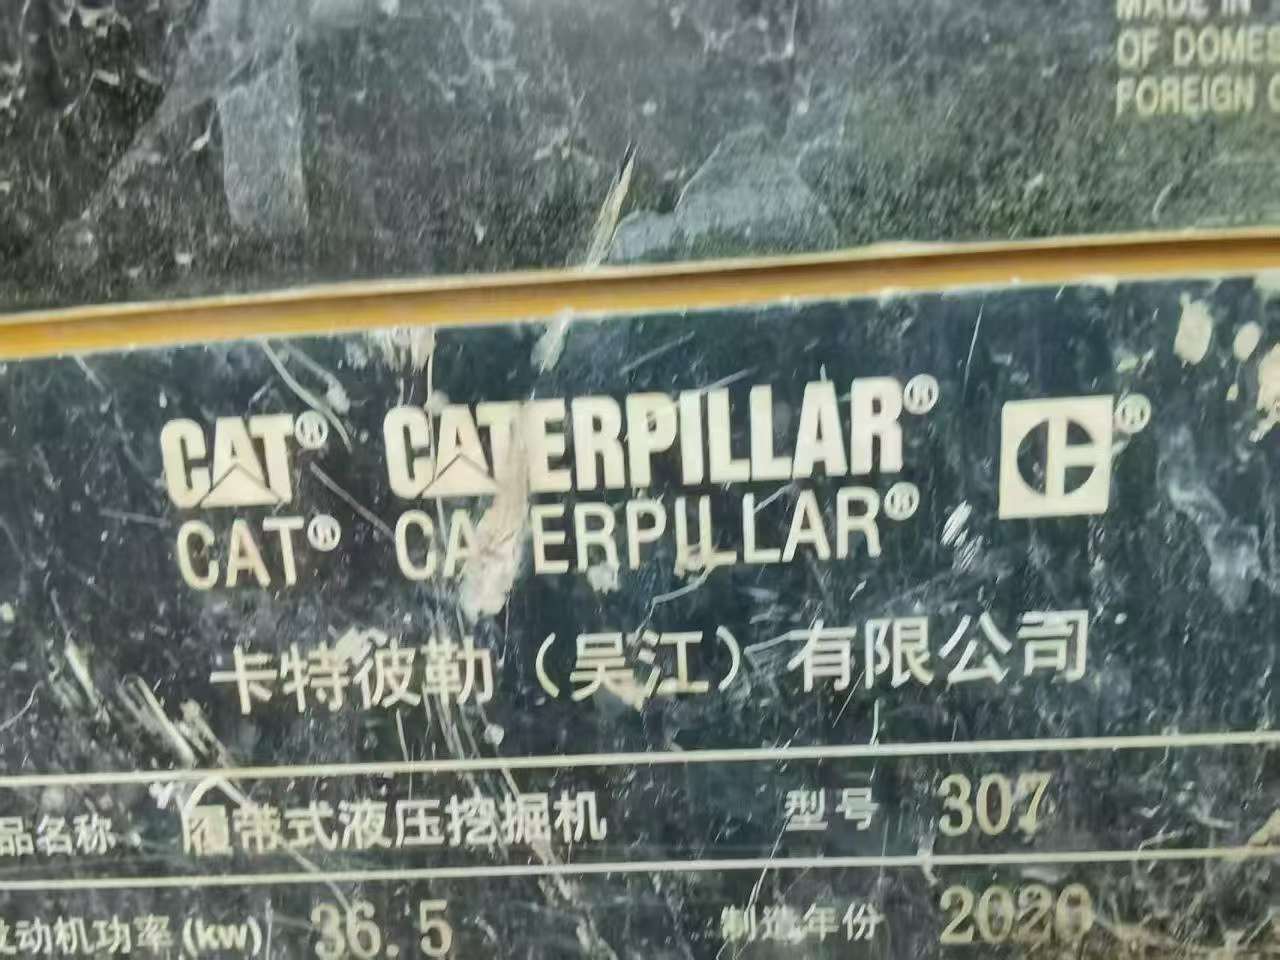 MADE IN
OF DOMES
FOREIGN
CAT® CATERPILLAR®
CAT® CATERPILLAR®
卡特彼勒（吴江）有限公司
品名称 履带式液压挖掘机 型号 307
动机功率(kw) 36.5 制造年份 2020